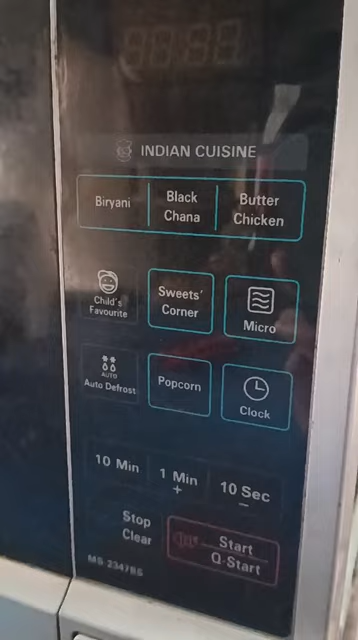 INDIAN CUISINE
Biryani
Black
Chana
Butter
Chicken
Child's
Favourite
Sweets'
Corner
Micro
AUTO
Auto Defrost
Popcorn
Clock
10 Min
1 Min
+
10 Sec
−
Stop
Clear
Start
Q-Start